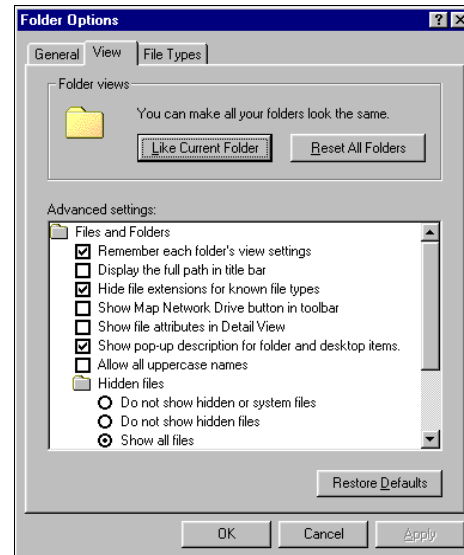 Folder Options
General View File Types
Folder views
You can make all your folders look the same.
Like Current Folder Reset All Folders
Advanced settings:
Files and Folders
Remember each folder's view settings
Display the full path in title bar
Hide file extensions for known file types
Show Map Network Drive button in toolbar
Show file attributes in Detail View
Show pop-up description for folder and desktop items.
Allow all uppercase names
Hidden files
Do not show hidden or system files
Do not show hidden files
Show all files
Restore Defaults
OK Cancel Apply